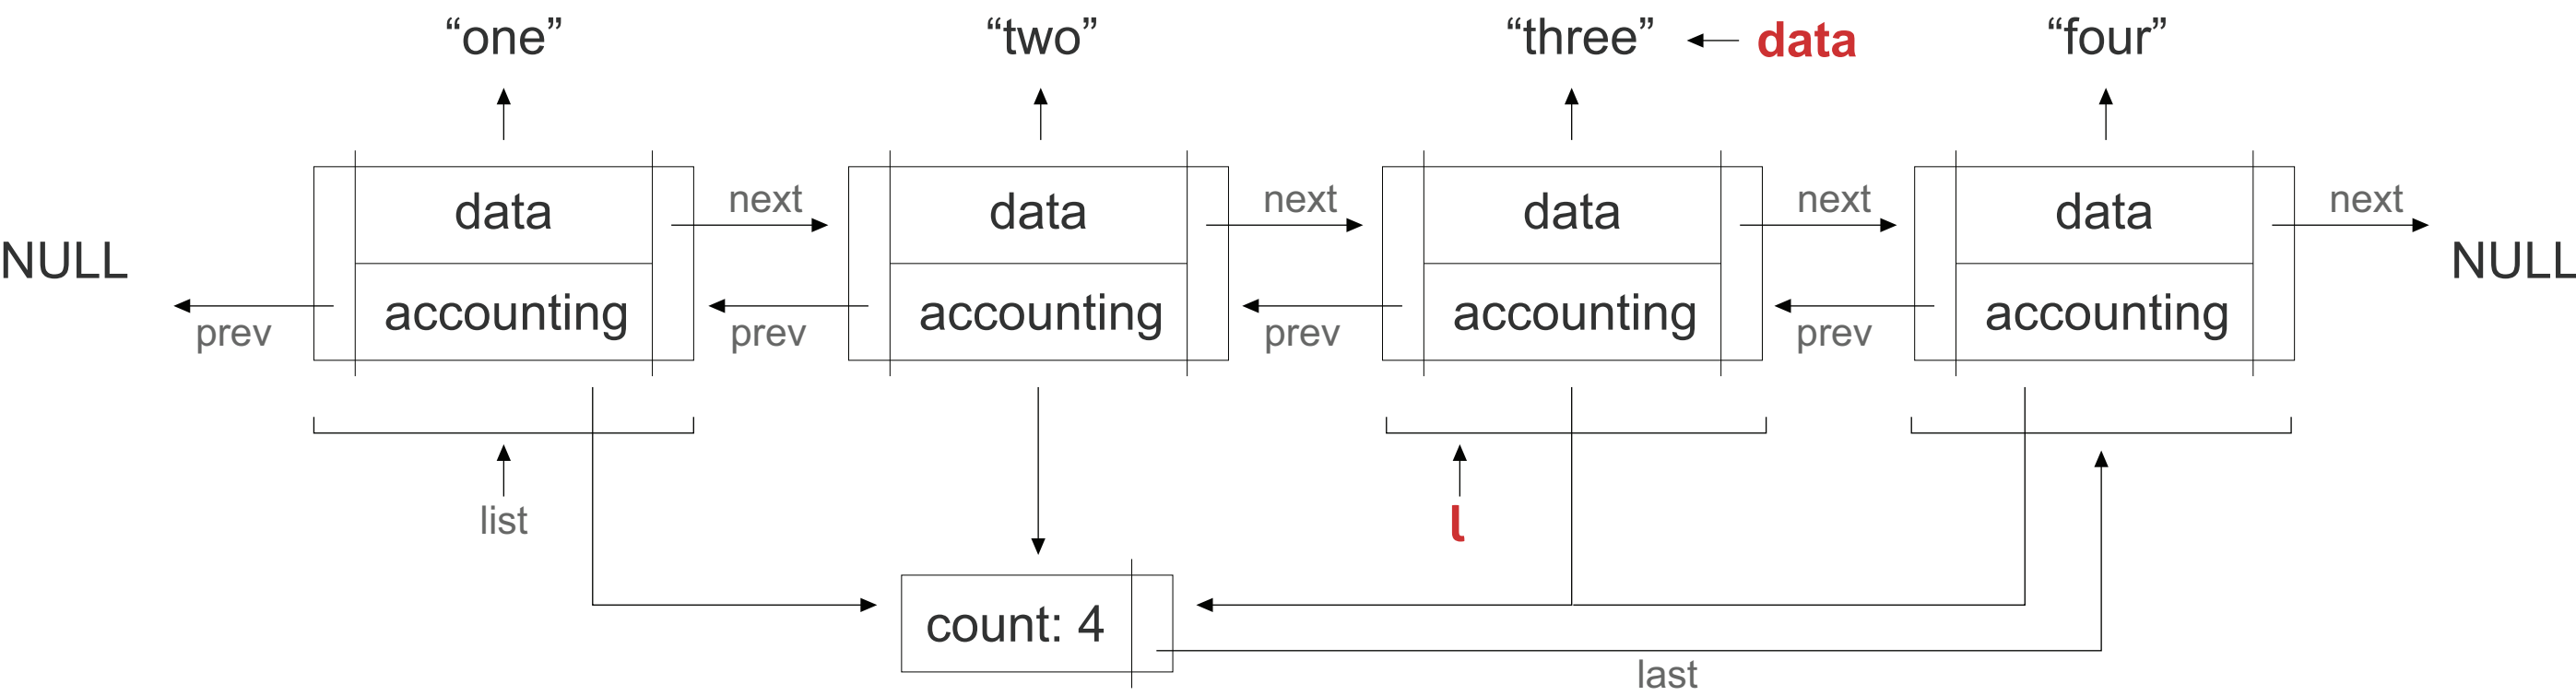 “one” “two” “three” data “four”
data next data next data next data next
NULL NULL
prev accounting prev accounting prev accounting prev accounting
list l
count: 4
last